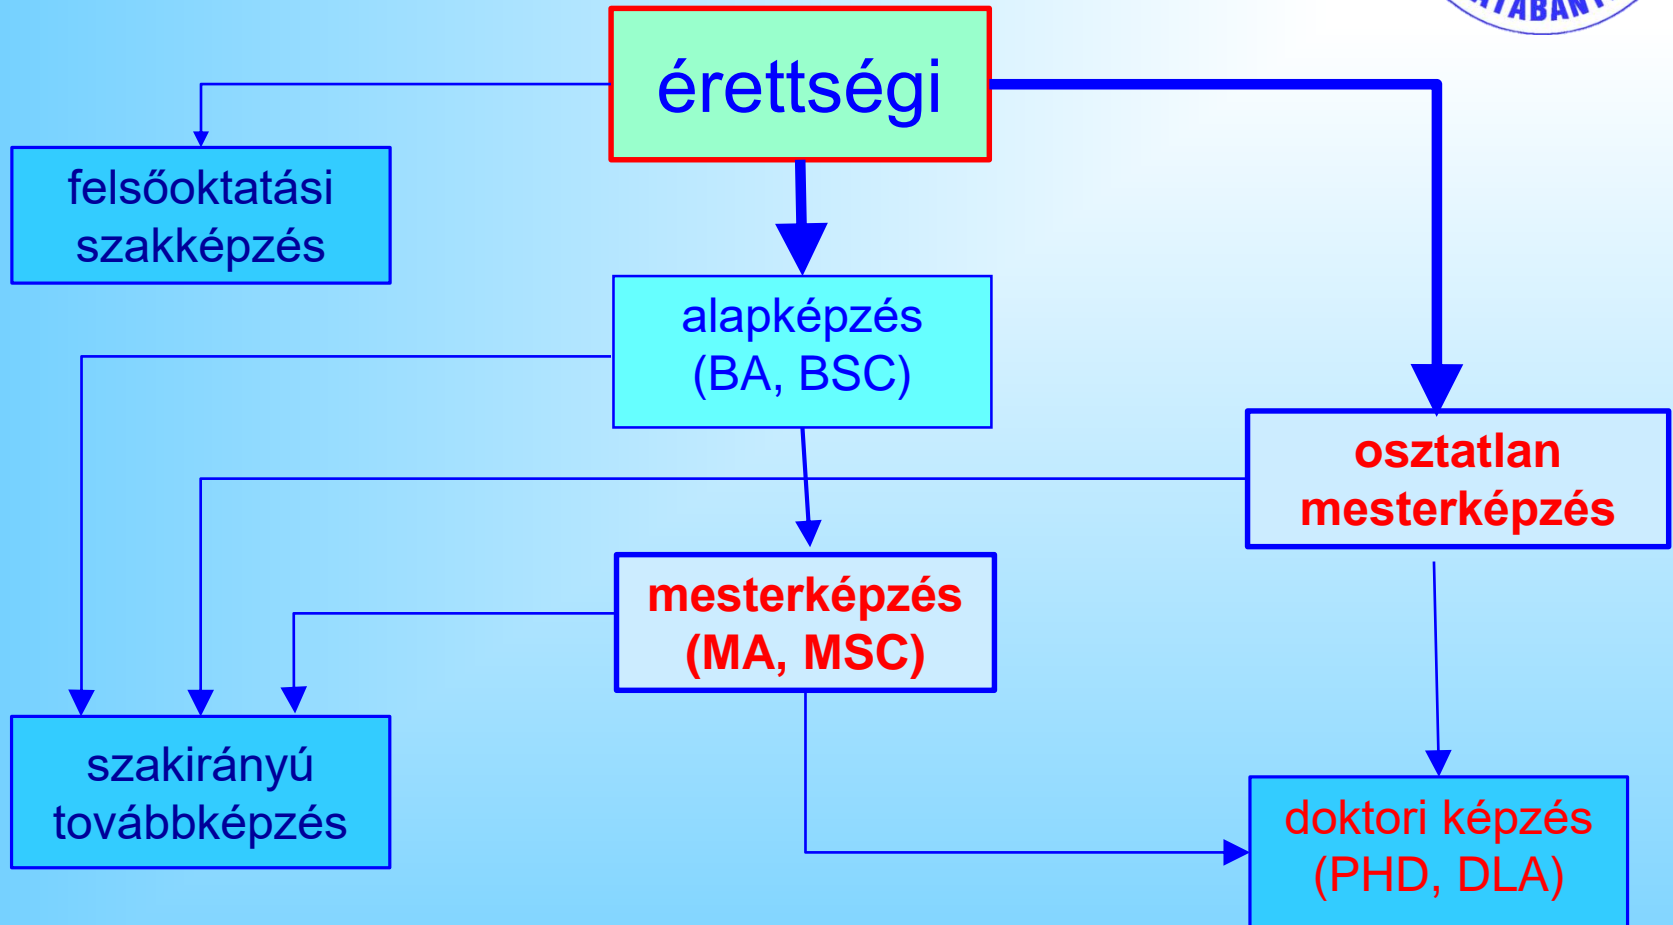 érettségi
felsőoktatási
szakképzés
alapképzés
(BA, BSC)
osztatlan
mesterképzés
mesterképzés
(MA, MSC)
szakirányú
továbbképzés
doktori képzés
(PHD, DLA)